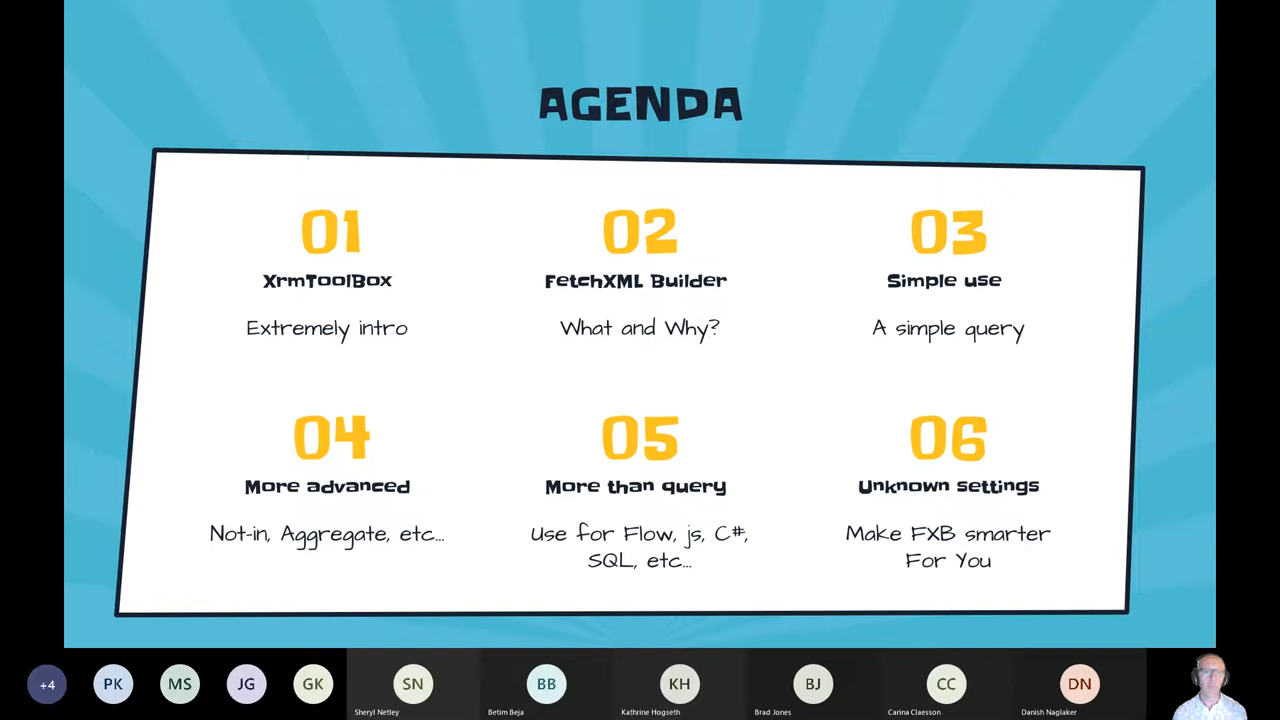 AGENDA
01
XrmToolBox
Extremely intro
02
FetchXML Builder
What and Why?
03
Simple use
A simple query
04
More advanced
Not-in, Aggregate, etc...
05
More than query
Use for Flow, js, C#,
SQL, etc...
06
Unknown settings
Make FXB smarter
For You
+4
PK
MS
JG
GK
SN
Sheryl Netley
BB
Betim Beja
KH
Kathrine Hogseth
BJ
Brad Jones
CC
Carina Claesson
DN
Danish Naglaker